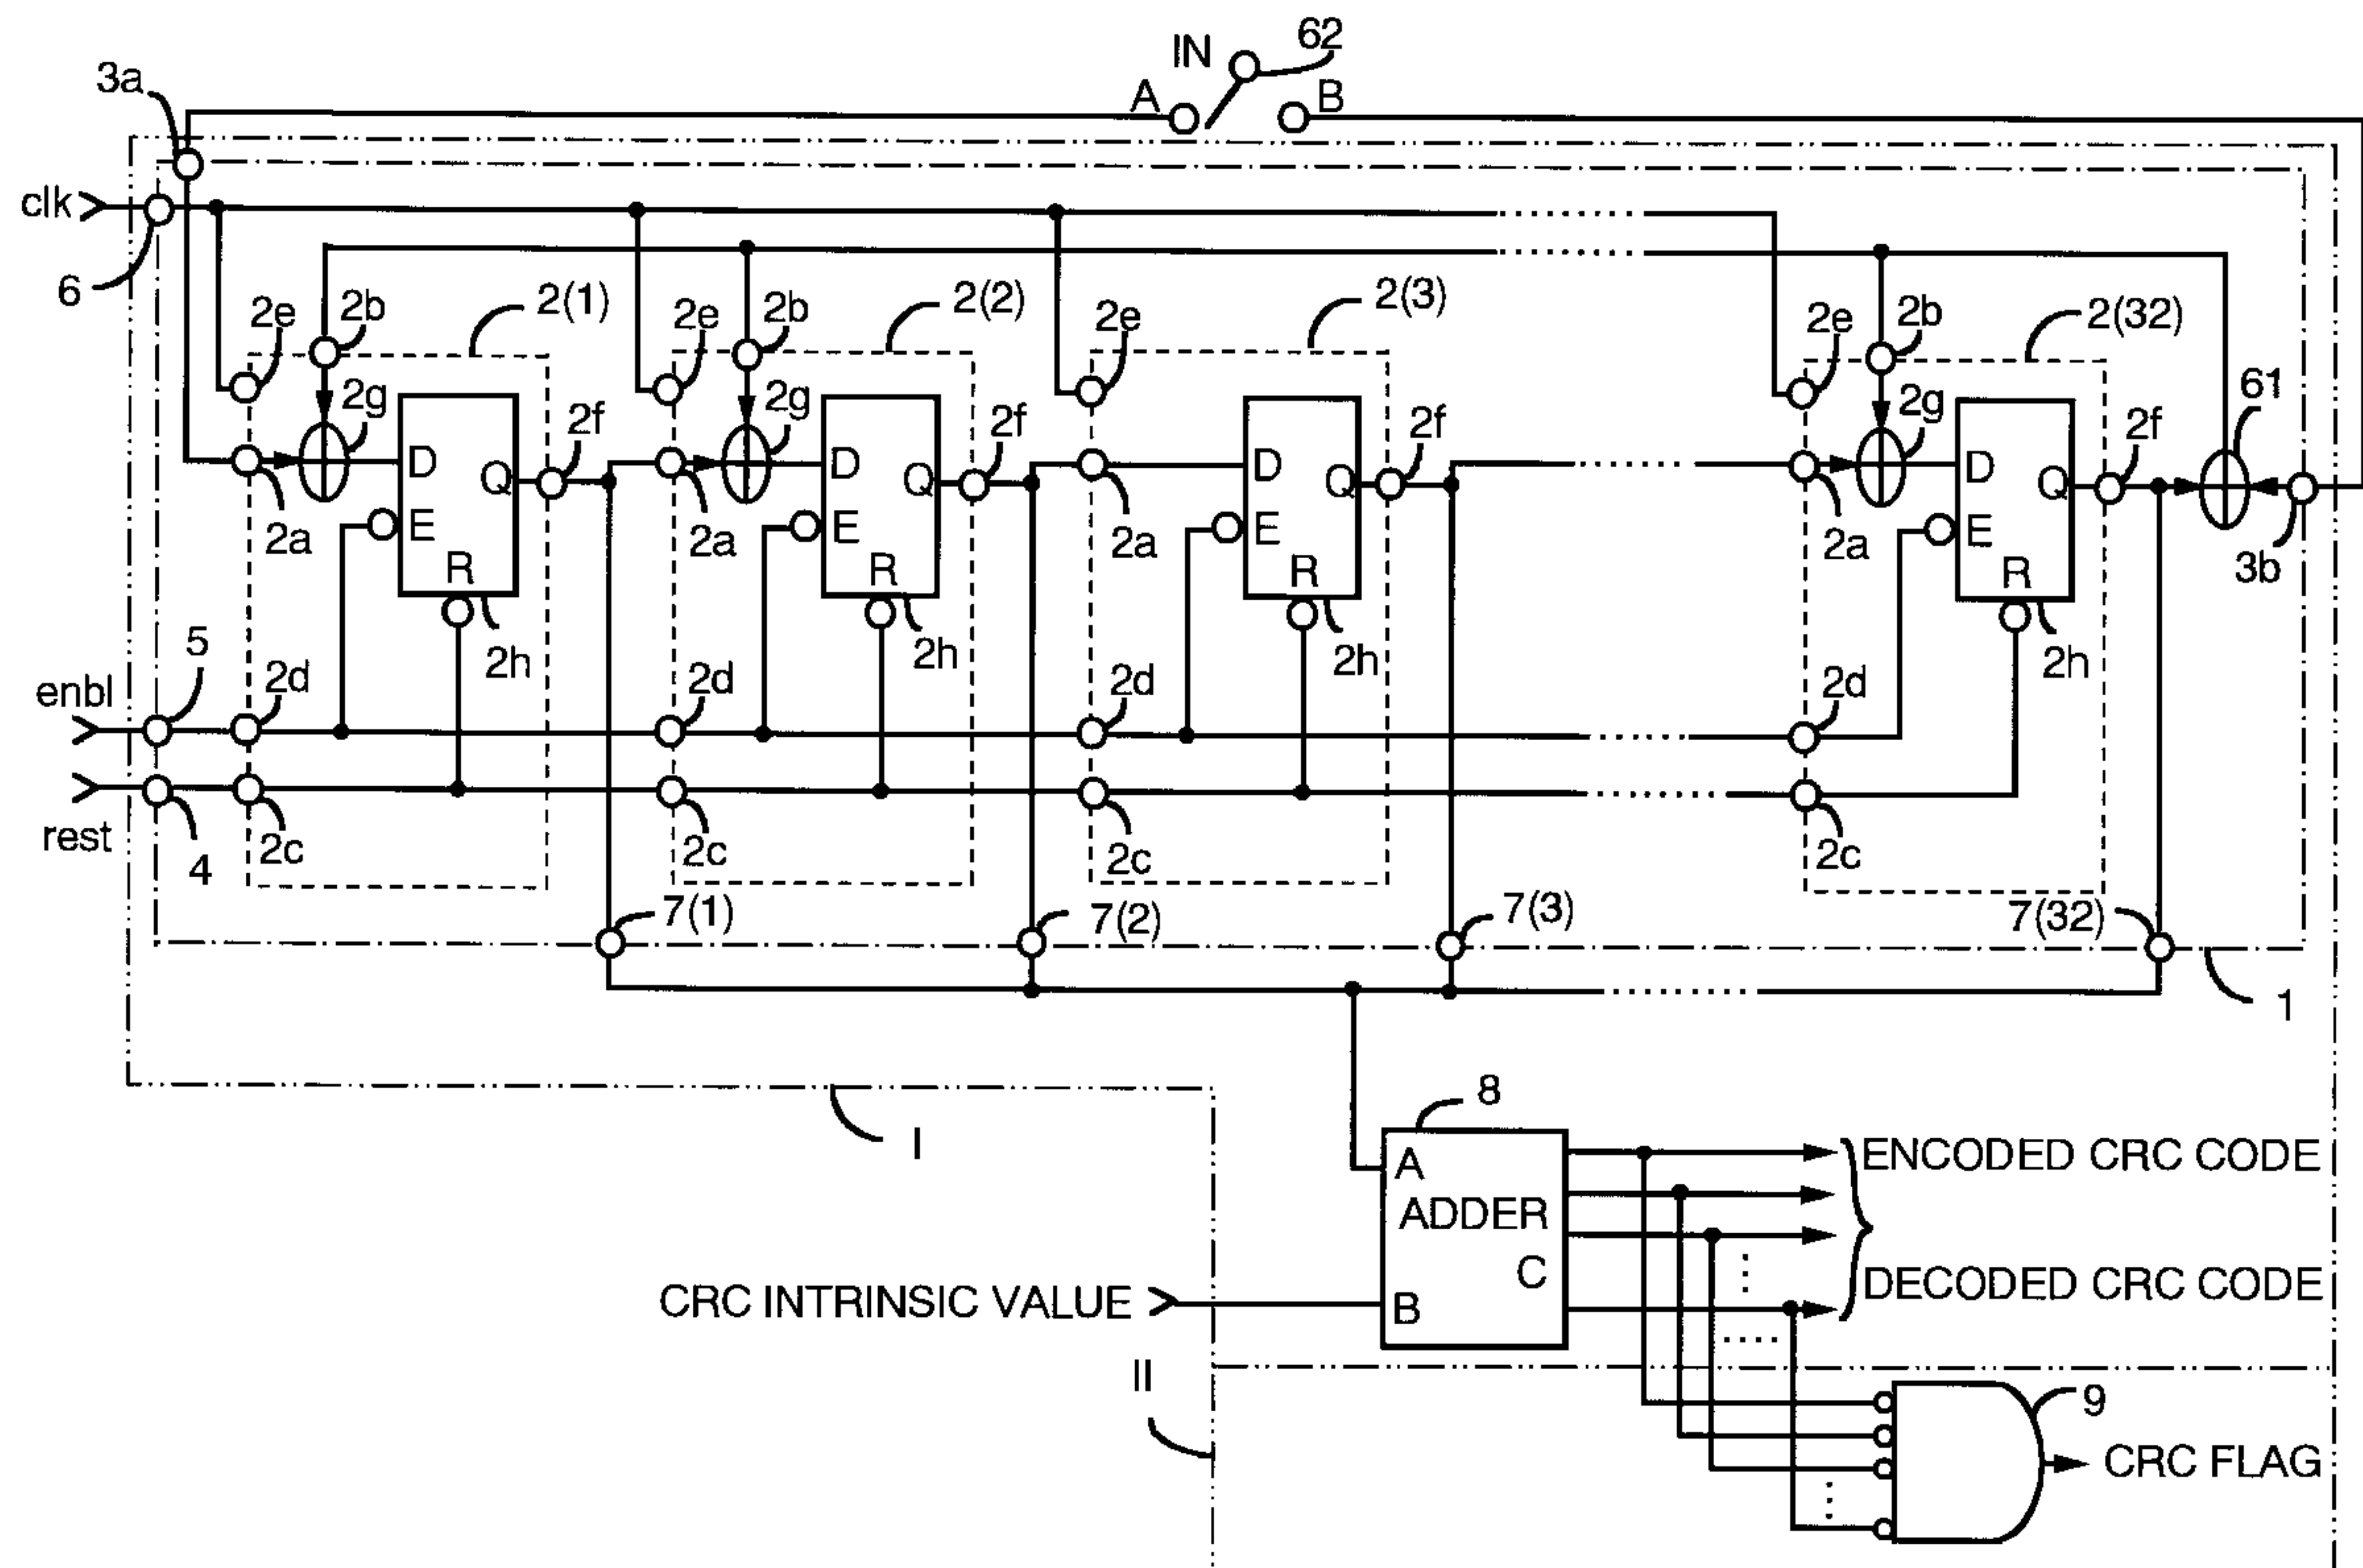 IN 62
3a A B
clk
6
2e 2b 2(1) 2e 2b 2(2) 2e 2(3) 2e 2b 2(32)
2g 2f 2g 2f 2f 2g 2f 61
D Q D Q D Q D Q
2a E 2a E 2a E 2a E 3b
R R R R
5 2h 2h 2h 2h
enbl 2d 2d 2d 2d
rest 4 2c 2c 2c 2c
7(1) 7(2) 7(3) 7(32)
1
I
8
A ENCODED CRC CODE
ADDER
C
CRC INTRINSIC VALUE B DECODED CRC CODE
II
9
CRC FLAG